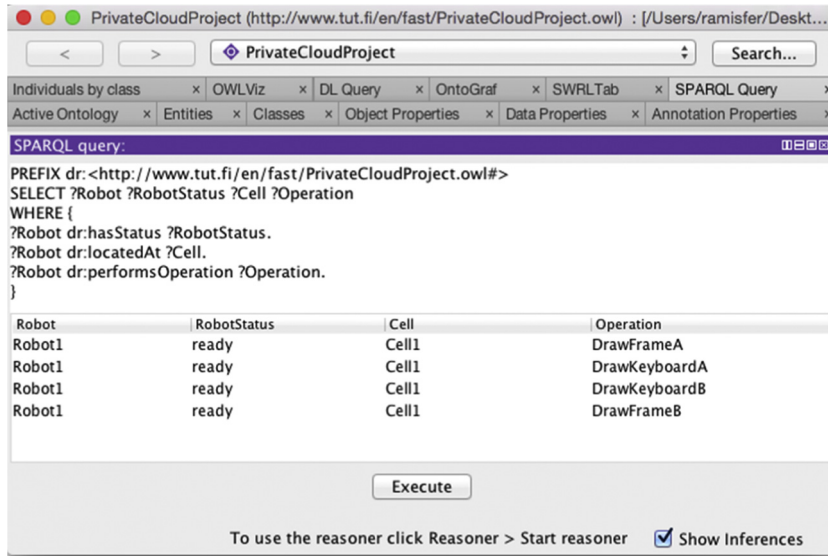 PrivateCloudProject (http://www.tut.fi/en/fast/PrivateCloudProject.owl) : [/Users/ramisfer/Deskt...
< > PrivateCloudProject Search...
Individuals by class × OWLViz × DL Query × OntoGraf × SWRLTab × SPARQL Query ×
Active Ontology × Entities × Classes × Object Properties × Data Properties × Annotation Properties ×
SPARQL query:
PREFIX dr:<http://www.tut.fi/en/fast/PrivateCloudProject.owl#>
SELECT ?Robot ?RobotStatus ?Cell ?Operation
WHERE {
?Robot dr:hasStatus ?RobotStatus.
?Robot dr:locatedAt ?Cell.
?Robot dr:performsOperation ?Operation.
}
Robot RobotStatus Cell Operation
Robot1 ready Cell1 DrawFrameA
Robot1 ready Cell1 DrawKeyboardA
Robot1 ready Cell1 DrawKeyboardB
Robot1 ready Cell1 DrawFrameB
Execute
To use the reasoner click Reasoner > Start reasoner Show Inferences